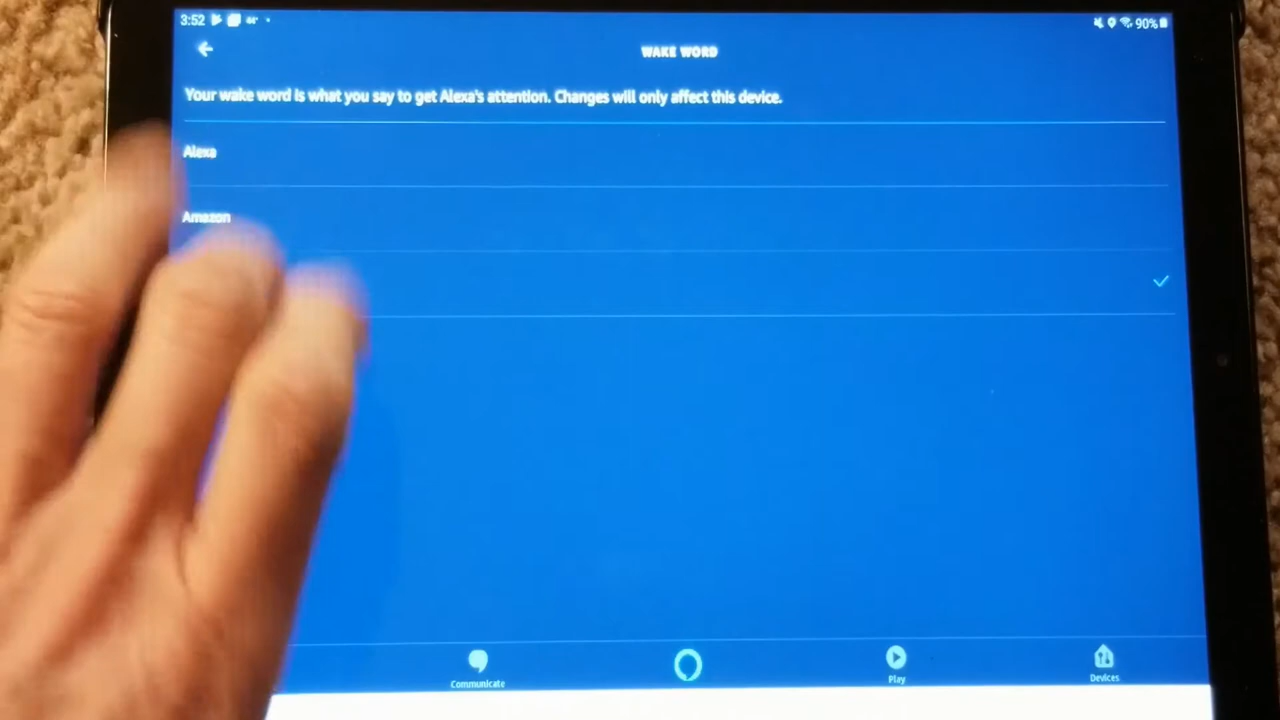 3:52 90%
WAKE WORD
Your wake word is what you say to get Alexa's attention. Changes will only affect this device.
Alexa
Amazon
Communicate Play Devices